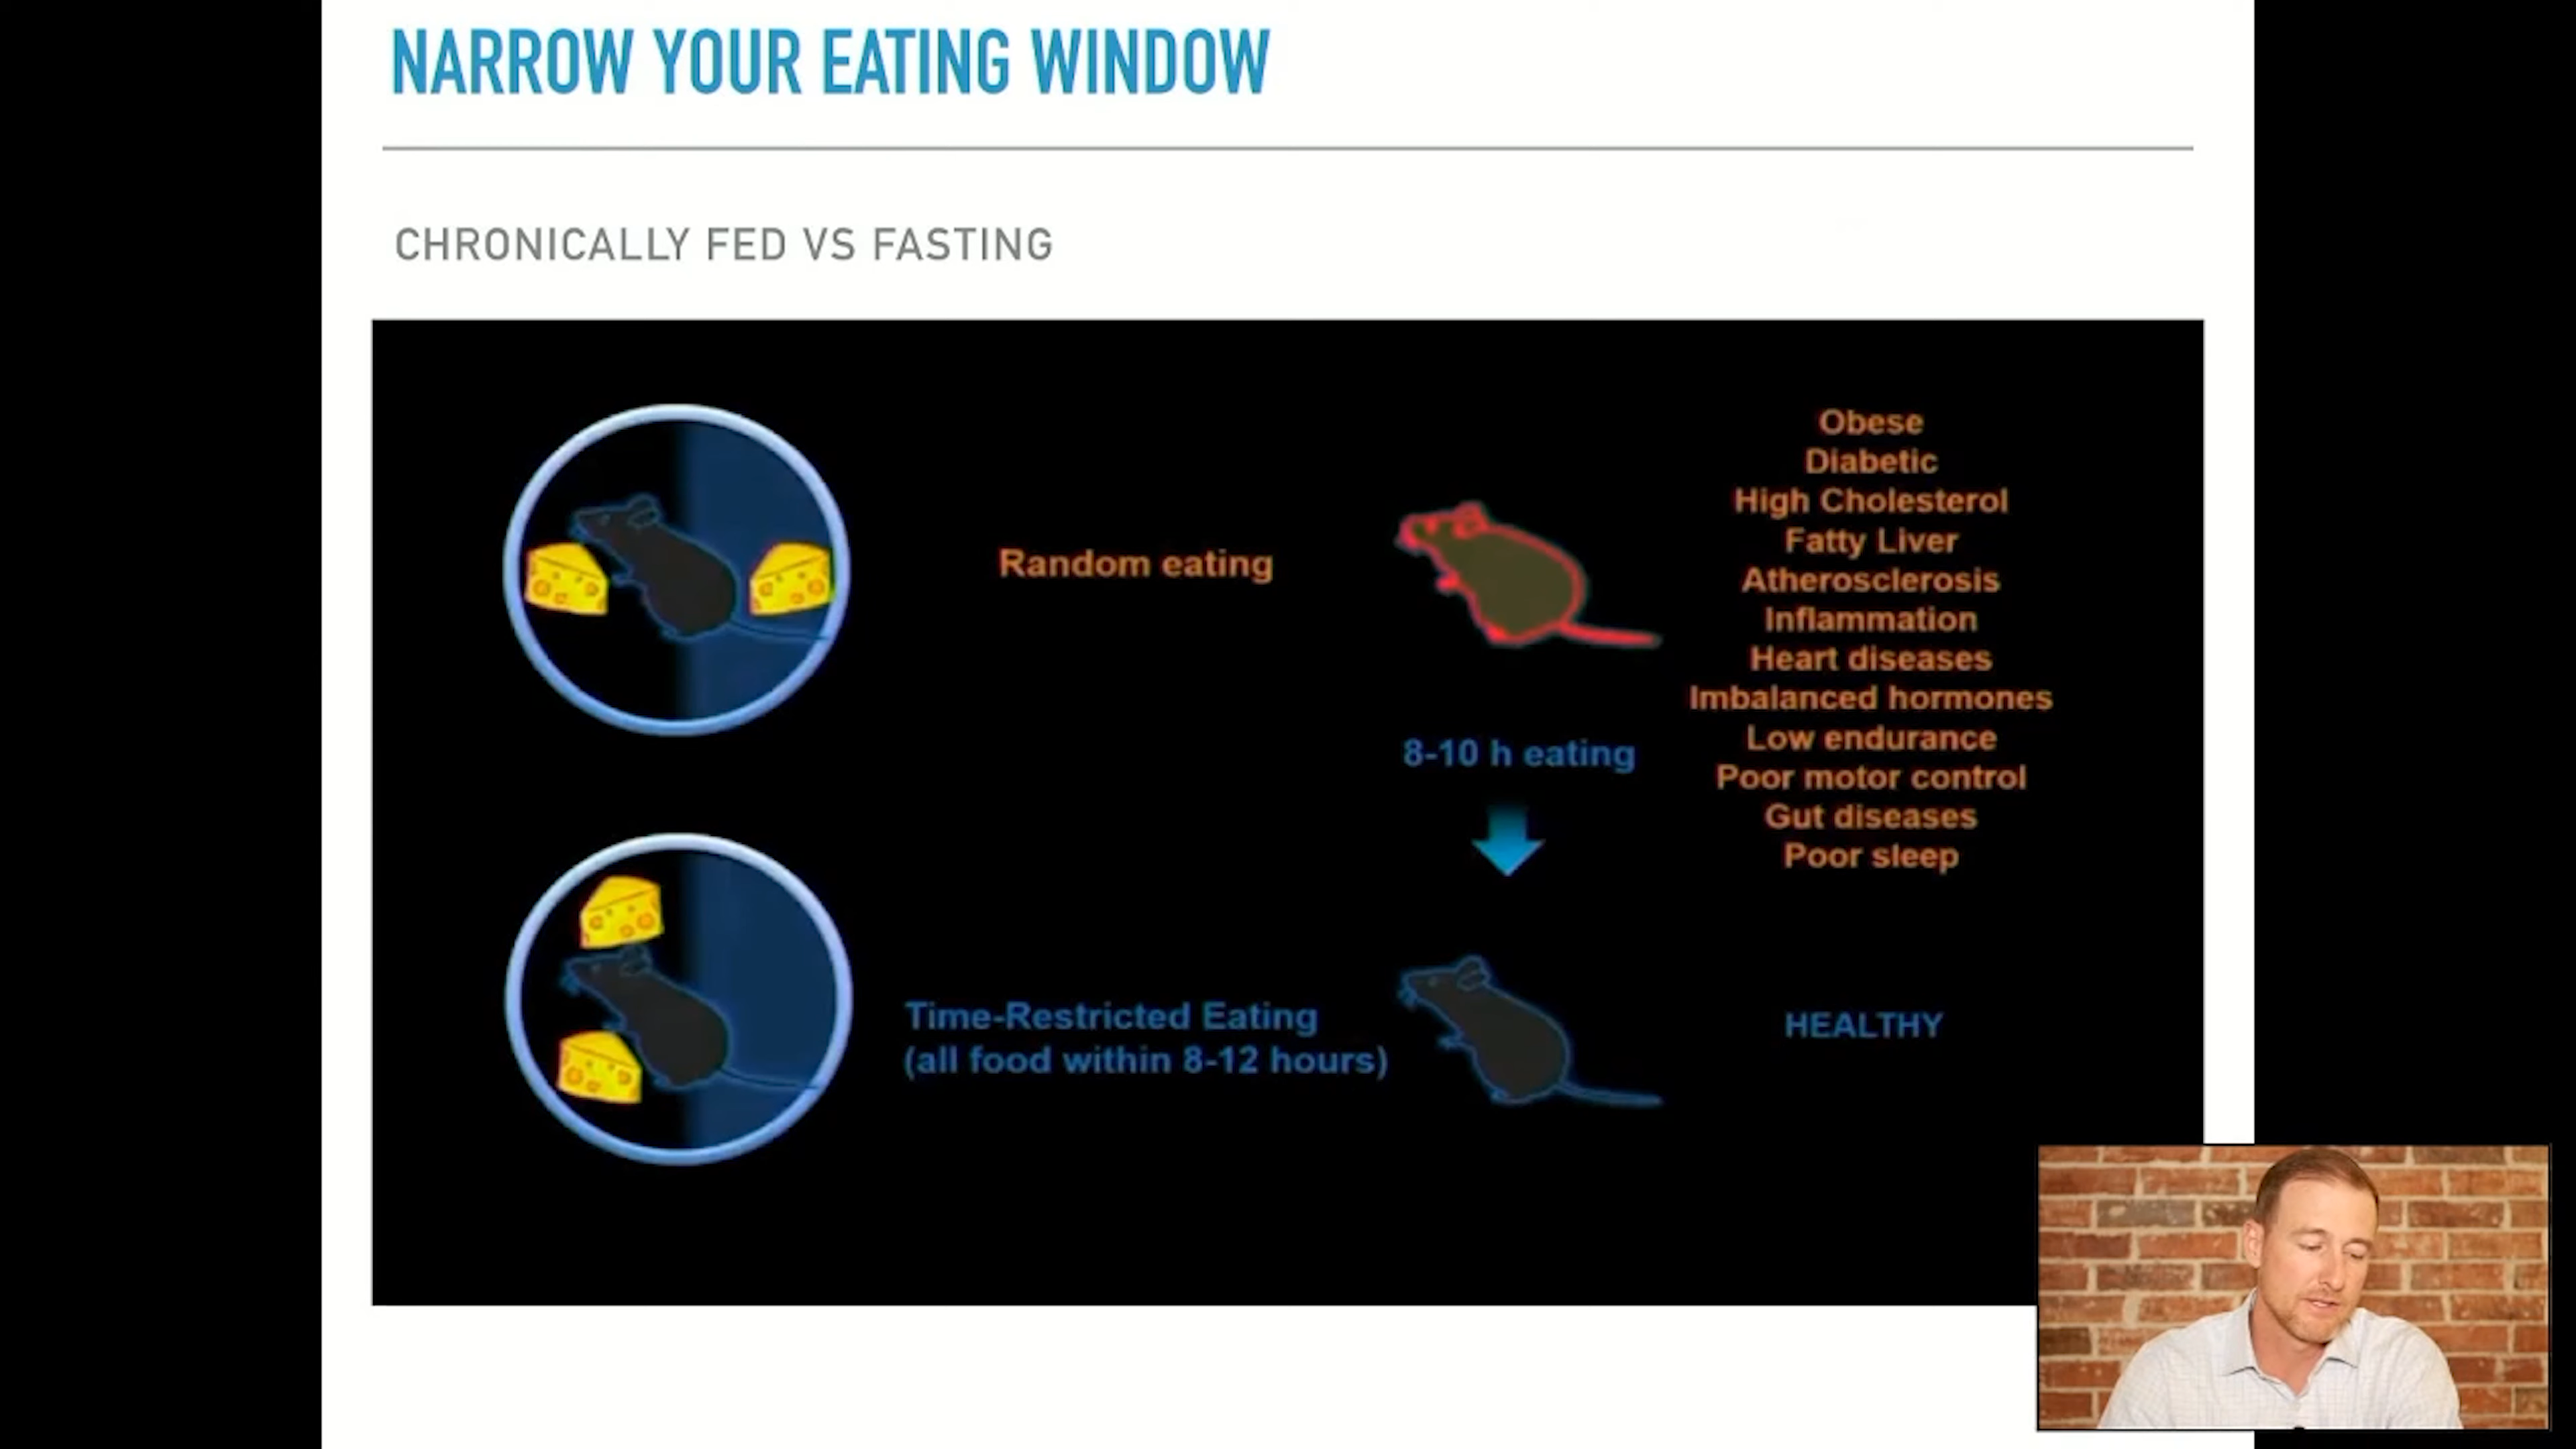 NARROW YOUR EATING WINDOW
CHRONICALLY FED VS FASTING
Random eating
Obese
Diabetic
High Cholesterol
Fatty Liver
Atherosclerosis
Inflammation
Heart diseases
Imbalanced hormones
Low endurance
Poor motor control
Gut diseases
Poor sleep
8-10 h eating
Time-Restricted Eating
(all food within 8-12 hours)
HEALTHY